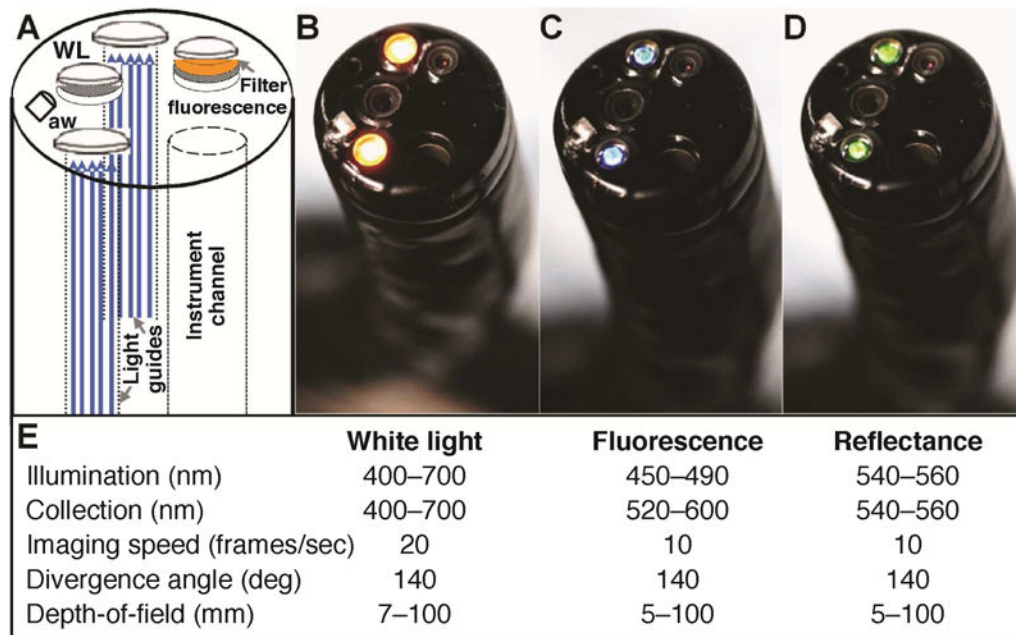 A
WL
Filter
fluorescence
aw
Instrument
channel
Light
guides
B
C
D
E
White light Fluorescence Reflectance
Illumination (nm) 400–700 450–490 540–560
Collection (nm) 400–700 520–600 540–560
Imaging speed (frames/sec) 20 10 10
Divergence angle (deg) 140 140 140
Depth-of-field (mm) 7–100 5–100 5–100